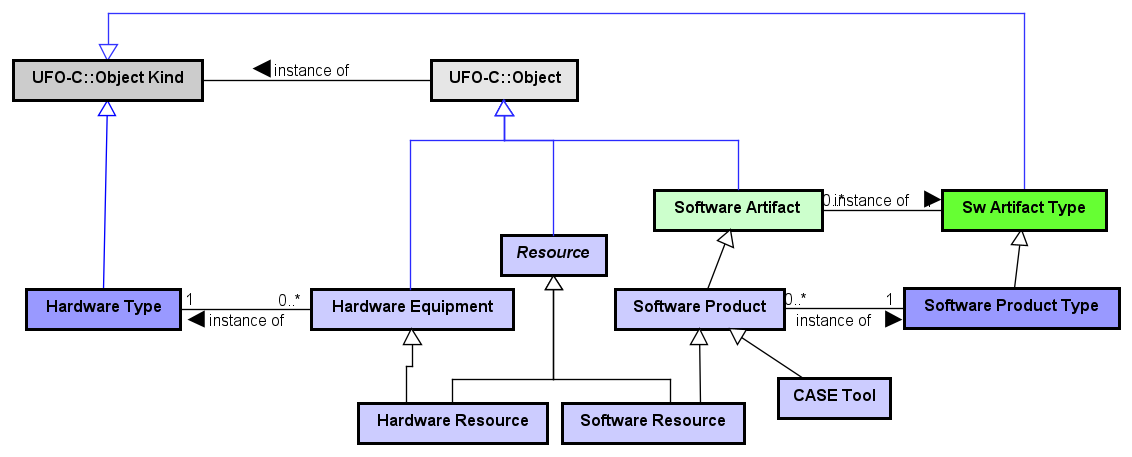 UFO-C::Object Kind
instance of
UFO-C::Object
Software Artifact
0..*
instance of
Sw Artifact Type
Resource
Hardware Type
1
0..*
instance of
Hardware Equipment
Software Product
0..*
1
instance of
Software Product Type
CASE Tool
Hardware Resource
Software Resource